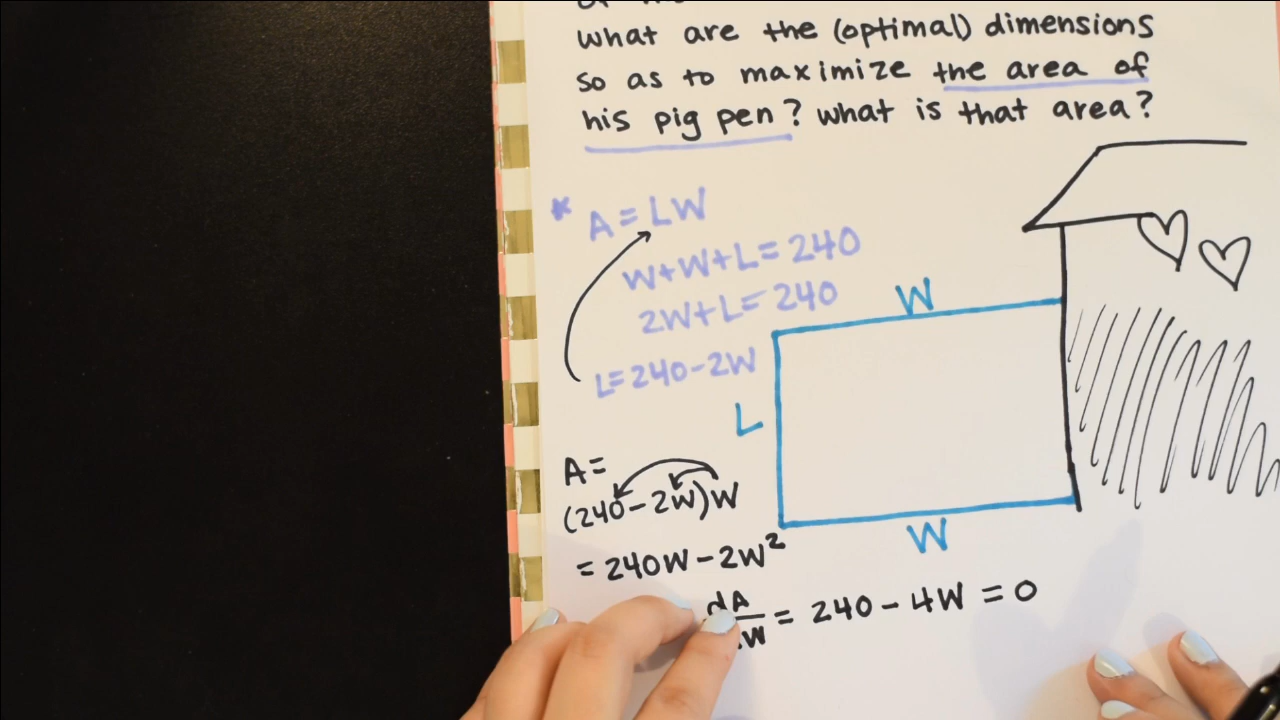 what are the (optimal) dimensions
so as to maximize the area of
his pig pen? what is that area?
* A = LW
W+W+L = 240
2W+L = 240
L = 240-2W
W
L
W
A =
(240-2W)W
= 240W - 2W²
dA
W = 240 - 4W = 0